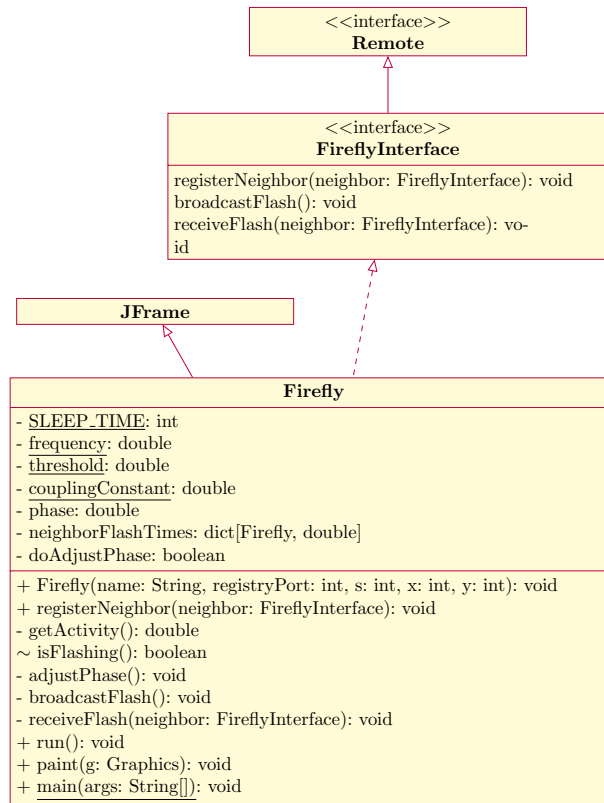 <<interface>>
Remote
<<interface>>
FireflyInterface
registerNeighbor(neighbor: FireflyInterface): void
broadcastFlash(): void
receiveFlash(neighbor: FireflyInterface): vo-
id
JFrame
Firefly
- SLEEP_TIME: int
- frequency: double
- threshold: double
- couplingConstant: double
- phase: double
- neighborFlashTimes: dict[Firefly, double]
- doAdjustPhase: boolean
+ Firefly(name: String, registryPort: int, s: int, x: int, y: int): void
+ registerNeighbor(neighbor: FireflyInterface): void
- getActivity(): double
∼ isFlashing(): boolean
- adjustPhase(): void
- broadcastFlash(): void
- receiveFlash(neighbor: FireflyInterface): void
+ run(): void
+ paint(g: Graphics): void
+ main(args: String[]): void